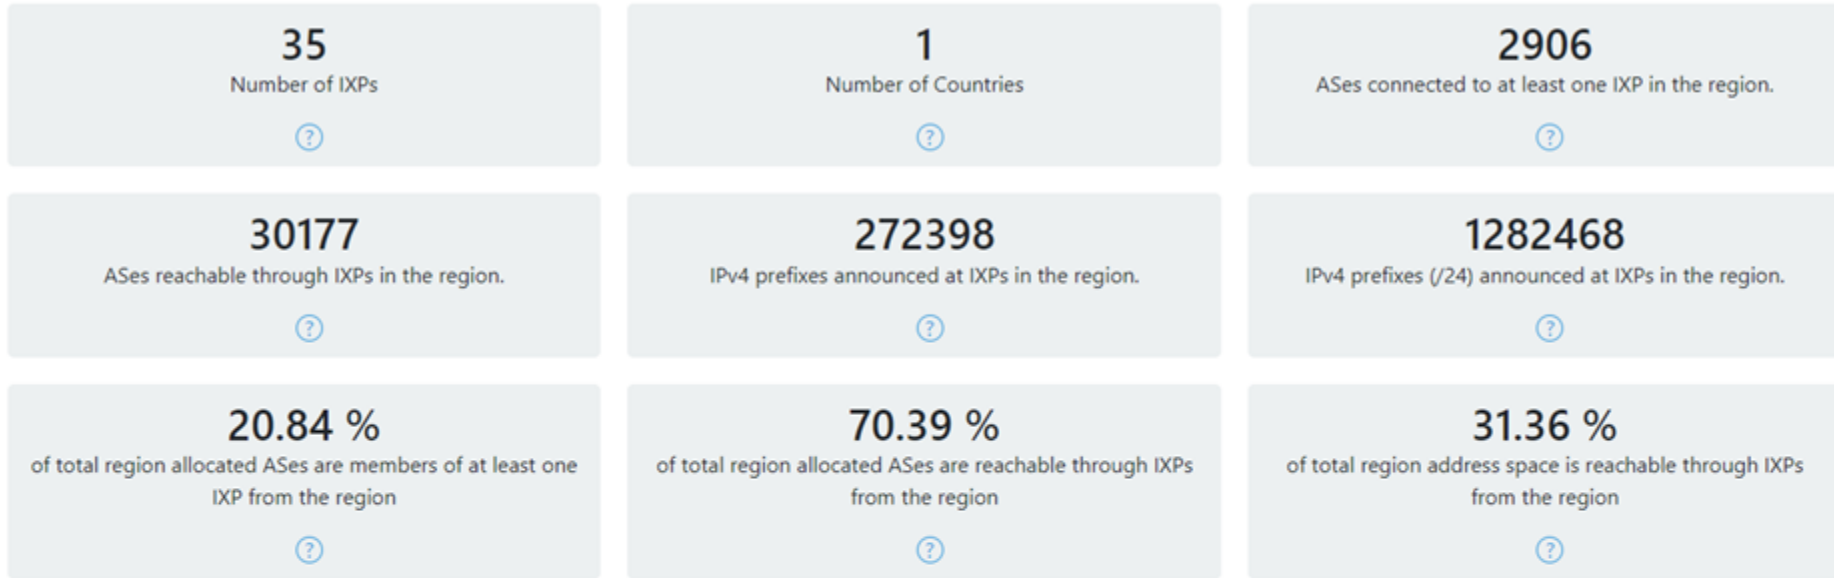 35
Number of IXPs
?
1
Number of Countries
?
2906
ASes connected to at least one IXP in the region.
?
30177
ASes reachable through IXPs in the region.
?
272398
IPv4 prefixes announced at IXPs in the region.
?
1282468
IPv4 prefixes (/24) announced at IXPs in the region.
?
20.84 %
of total region allocated ASes are members of at least one
IXP from the region
?
70.39 %
of total region allocated ASes are reachable through IXPs
from the region
?
31.36 %
of total region address space is reachable through IXPs
from the region
?